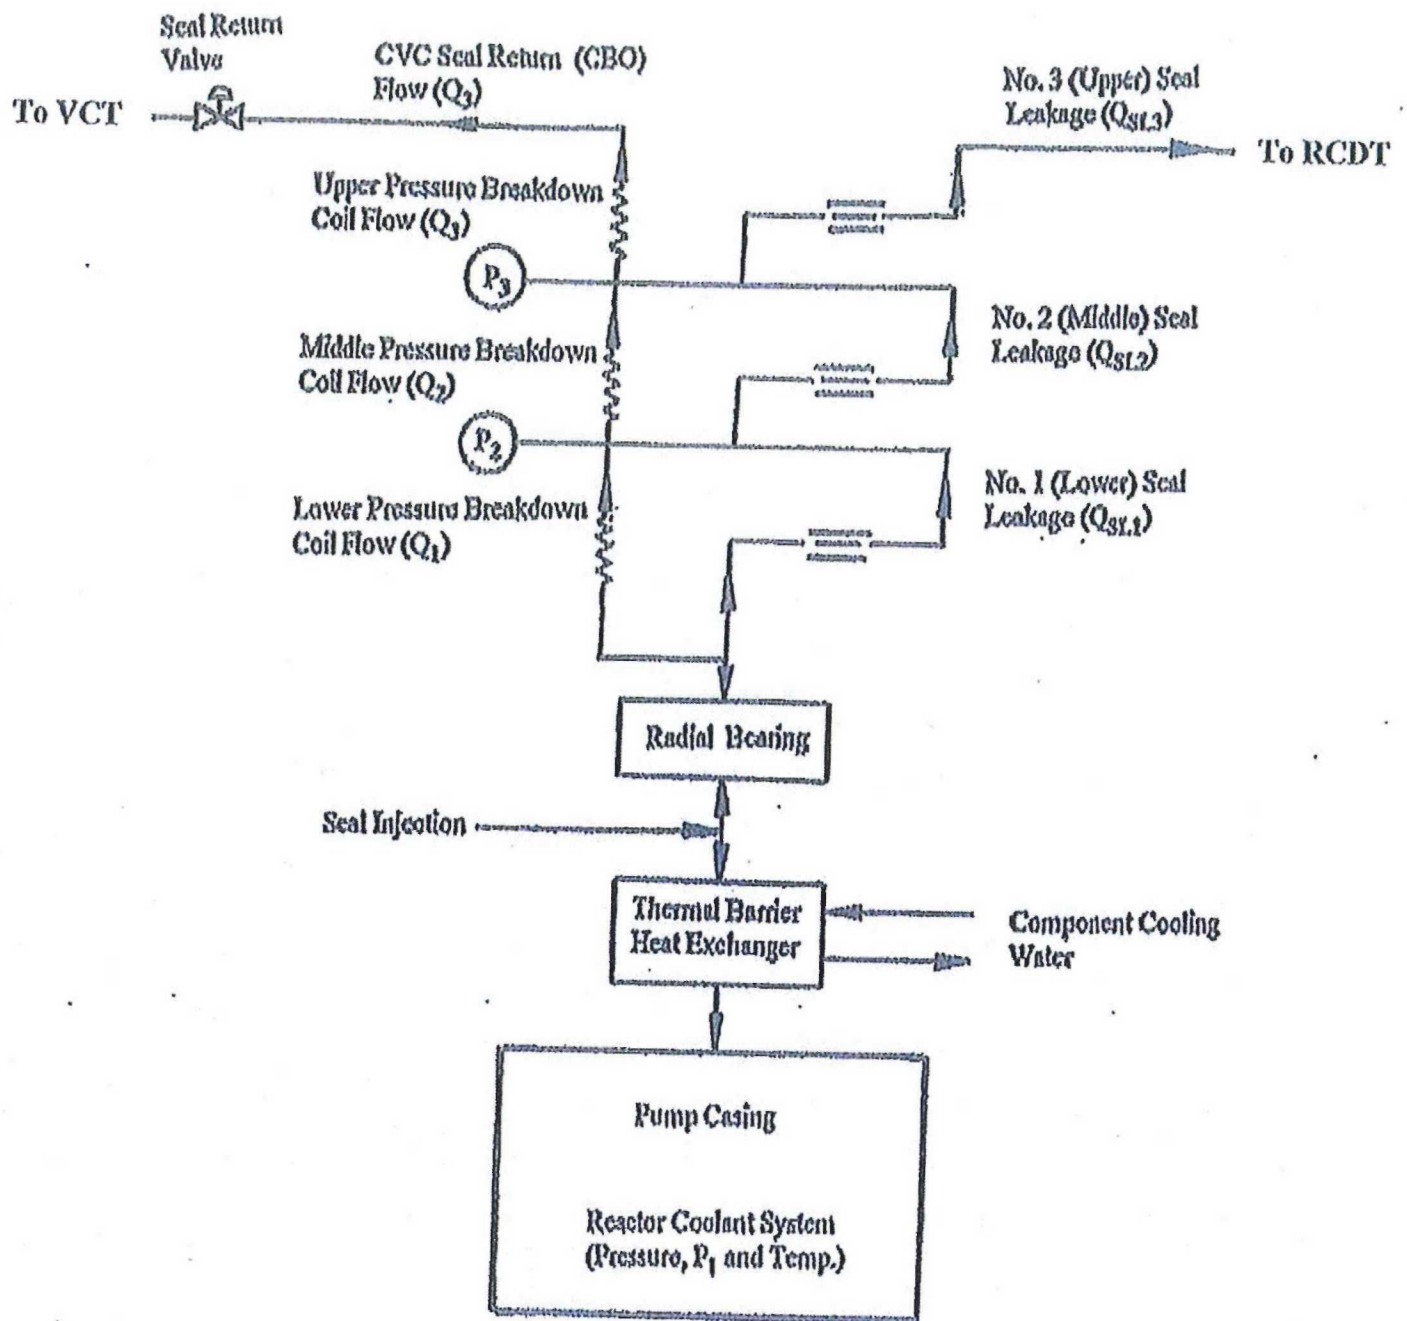 Seal Return
Valve
CVC Seal Return (CBO)
Flow (Q3)
To VCT
No. 3 (Upper) Seal
Leakage (QSL3)
To RCDT
Upper Pressure Breakdown
Coil Flow (Q3)
P3
No. 2 (Middle) Seal
Leakage (QSL2)
Middle Pressure Breakdown
Coil Flow (Q2)
P2
No. 1 (Lower) Seal
Leakage (QSL1)
Lower Pressure Breakdown
Coil Flow (Q1)
Radial Bearing
Seal Injection
Thermal Barrier
Heat Exchanger
Component Cooling
Water
Pump Casing
Reactor Coolant System
(Pressure, P1 and Temp.)